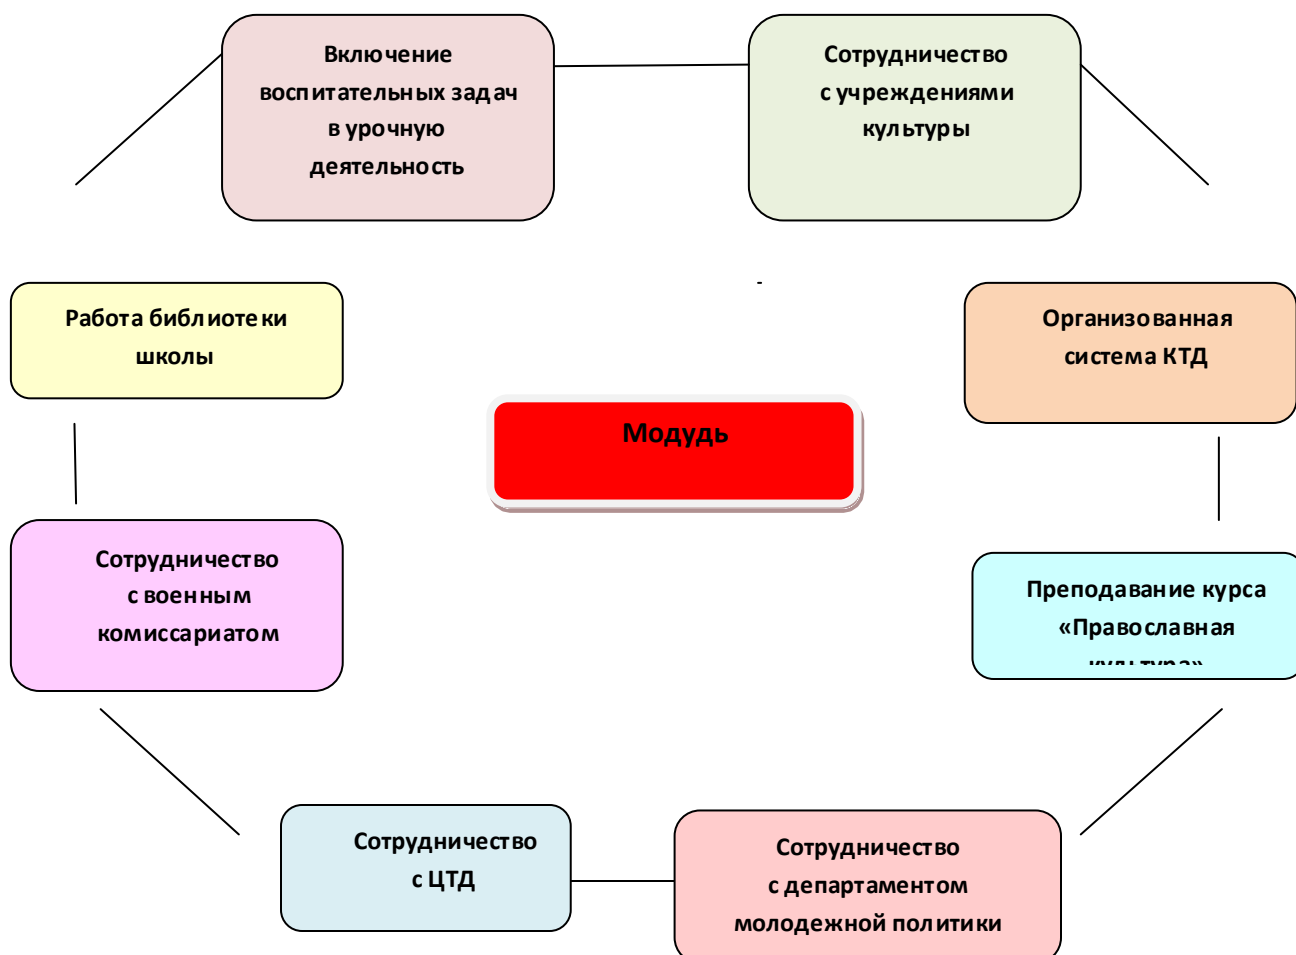 Включение
воспитательных задач
в урочную
деятельность
Сотрудничество
с учреждениями
культуры
Работа библиотеки
школы
Организованная
система КТД
Модудь
Сотрудничество
с военным
комиссариатом
Преподавание курса
«Православная
культура»
Сотрудничество
с ЦТД
Сотрудничество
с департаментом
молодежной политики